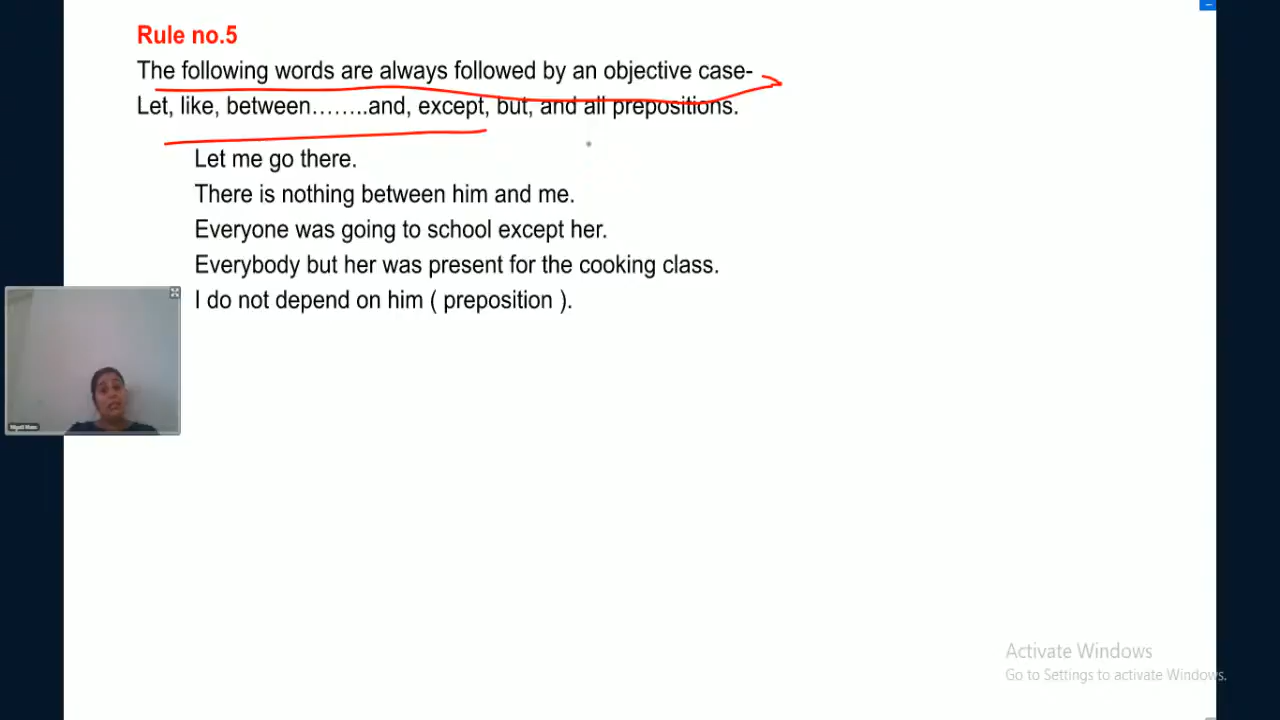 Rule no.5
The following words are always followed by an objective case-
Let, like, between........and, except, but, and all prepositions.
Let me go there.
There is nothing between him and me.
Everyone was going to school except her.
Everybody but her was present for the cooking class.
I do not depend on him ( preposition ).
Activate Windows
Go to Settings to activate Windows.